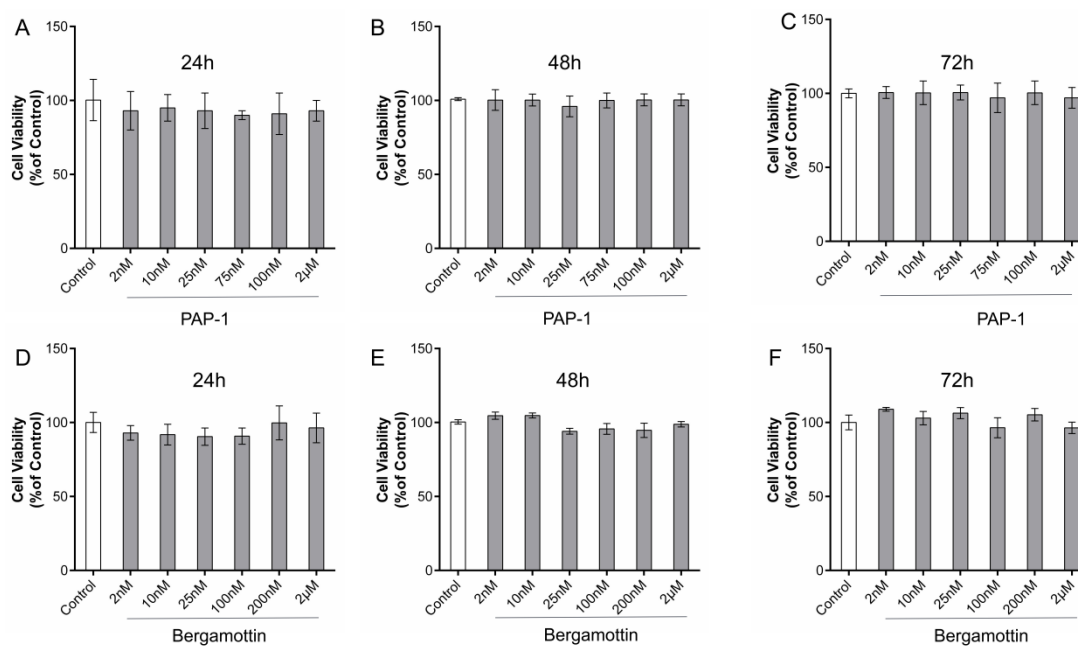 A
24h
Cell Viability
(%of Control)
150
100
50
0
Control
2nM
10nM
25nM
75nM
100nM
2µM
PAP-1
B
48h
Cell Viability
(%of Control)
150
100
50
0
Control
2nM
10nM
25nM
75nM
100nM
2µM
PAP-1
C
72h
Cell Viability
(%of Control)
150
100
50
0
Control
2nM
10nM
25nM
75nM
100nM
2µM
PAP-1
D
24h
Cell Viability
(%of Control)
150
100
50
0
Control
2nM
10nM
25nM
100nM
200nM
2µM
Bergamottin
E
48h
Cell Viability
(%of Control)
150
100
50
0
Control
2nM
10nM
25nM
100nM
200nM
2µM
Bergamottin
F
72h
Cell Viability
(%of Control)
150
100
50
0
Control
2nM
10nM
25nM
100nM
200nM
2µM
Bergamottin